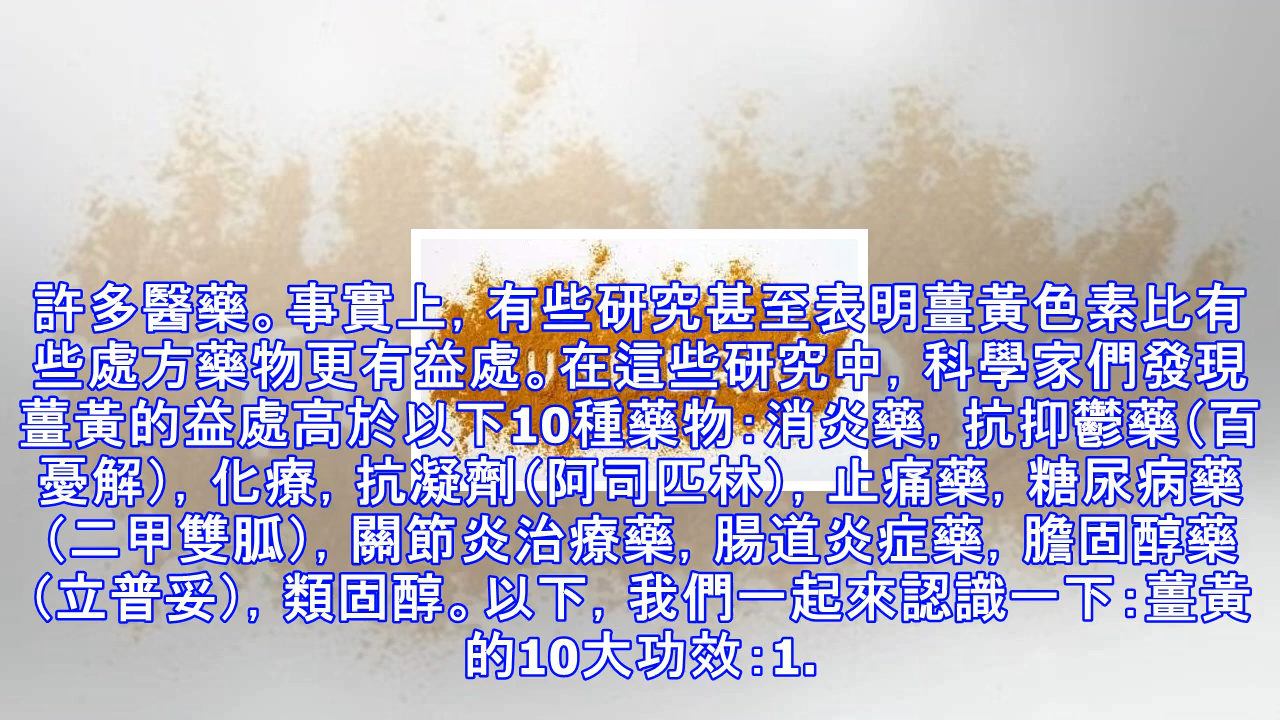 許多醫藥。事實上, 有些研究甚至表明薑黃色素比有
些處方藥物更有益處。在這些研究中, 科學家們發現
薑黃的益處高於以下10種藥物:消炎藥, 抗抑鬱藥(百
憂解), 化療, 抗凝劑(阿司匹林), 止痛藥, 糖尿病藥
(二甲雙胍), 關節炎治療藥, 腸道炎症藥, 膽固醇藥
(立普妥), 類固醇。以下, 我們一起來認識一下:薑黃
的10大功效:1.